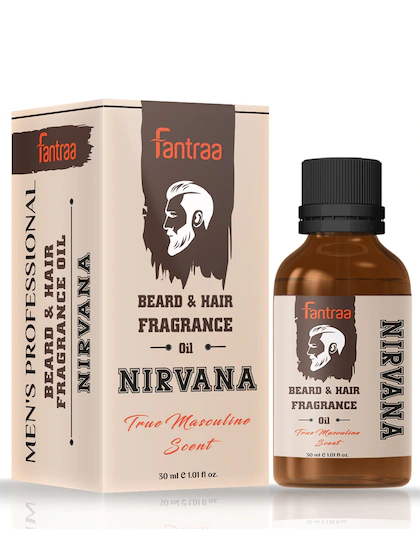 fantraa
MEN'S PROFESSIONAL
BEARD & HAIR
FRAGRANCE OIL
NIRVANA
fantraa
BEARD & HAIR
FRAGRANCE
Oil
NIRVANA
True Masculine
Scent
30 ml e 1.01 fl oz.
fantraa
BEARD & HAIR
FRAGRANCE
Oil
True Masculine
Scent
30 ml e 1.01 fl oz.
NIRVANA